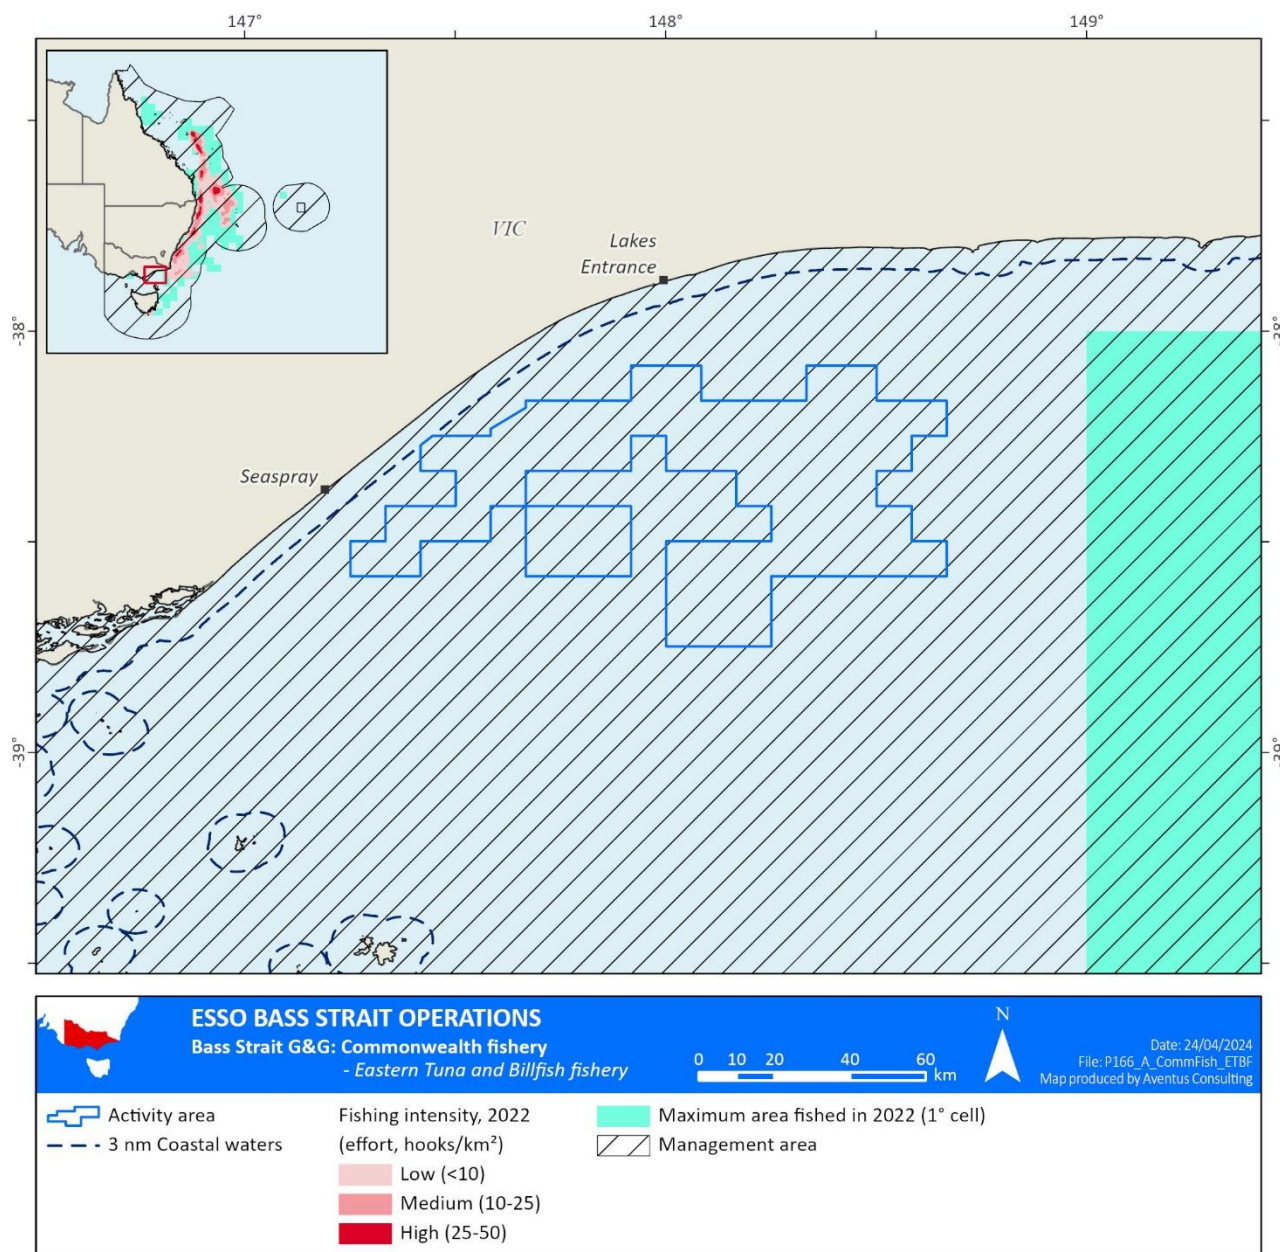 147°
148°
149°
VIC
Lakes
Entrance
-38°
-38°
Seaspray
-39°
-39°
ESSO BASS STRAIT OPERATIONS
Bass Strait G&G: Commonwealth fishery
- Eastern Tuna and Billfish fishery
0 10 20 40 60
km
N
Date: 24/04/2024
File: P166_A_CommFish_ETBF
Map produced by Aventus Consulting
Activity area
3 nm Coastal waters
Fishing intensity, 2022
(effort, hooks/km²)
Low (<10)
Medium (10-25)
High (25-50)
Maximum area fished in 2022 (1° cell)
Management area